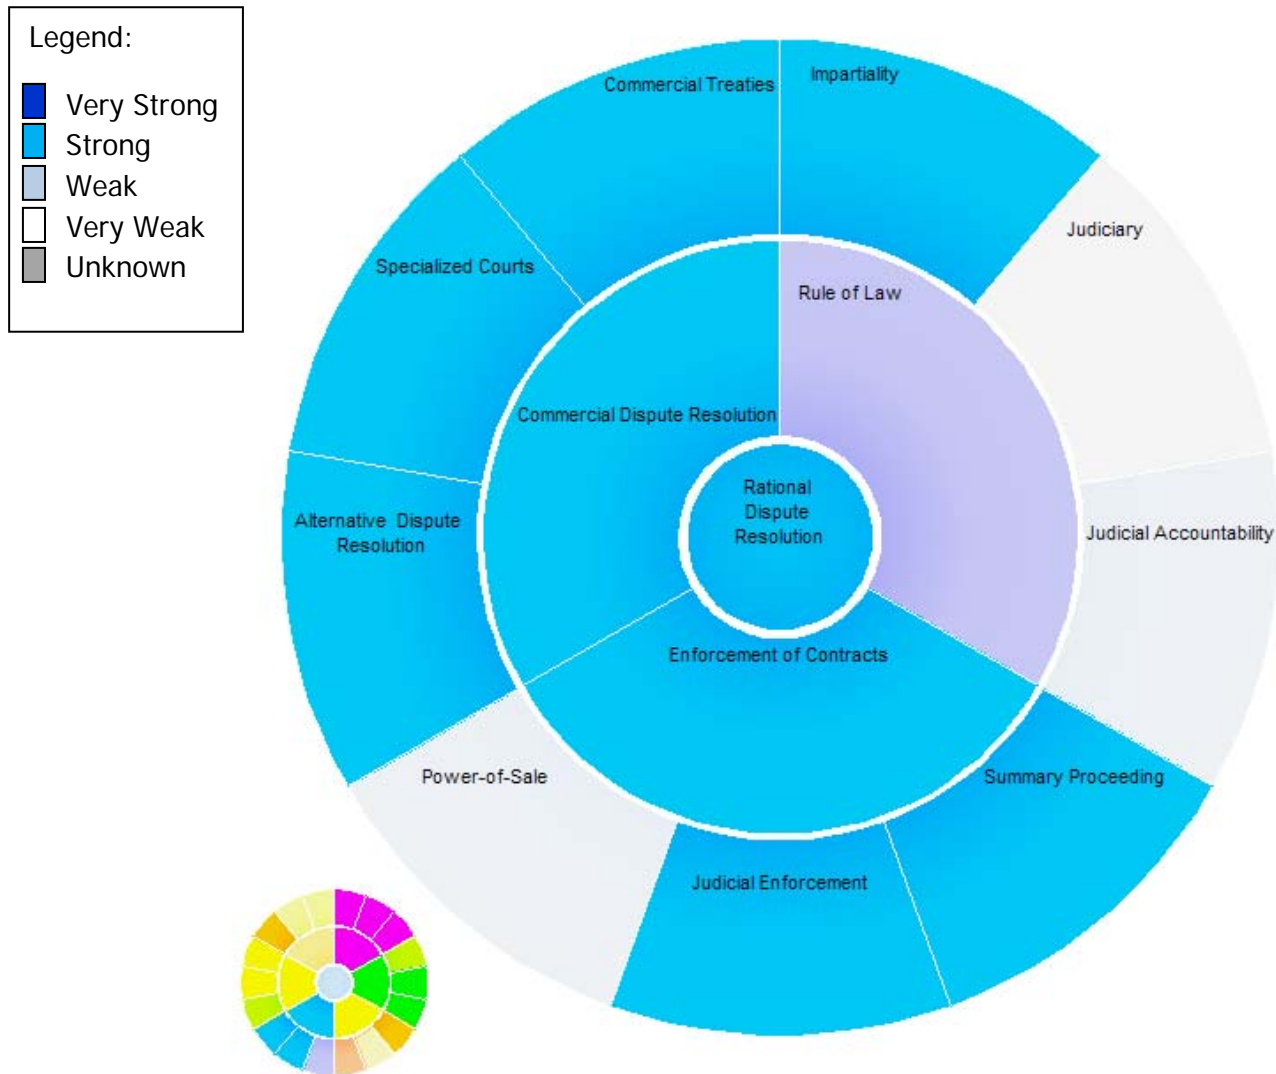 Legend:
Very Strong
Strong
Weak
Very Weak
Unknown
Commercial Treaties
Impartiality
Judiciary
Specialized Courts
Rule of Law
Commercial Dispute Resolution
Rational
Dispute
Resolution
Alternative Dispute
Resolution
Judicial Accountability
Enforcement of Contracts
Power-of-Sale
Summary Proceeding
Judicial Enforcement